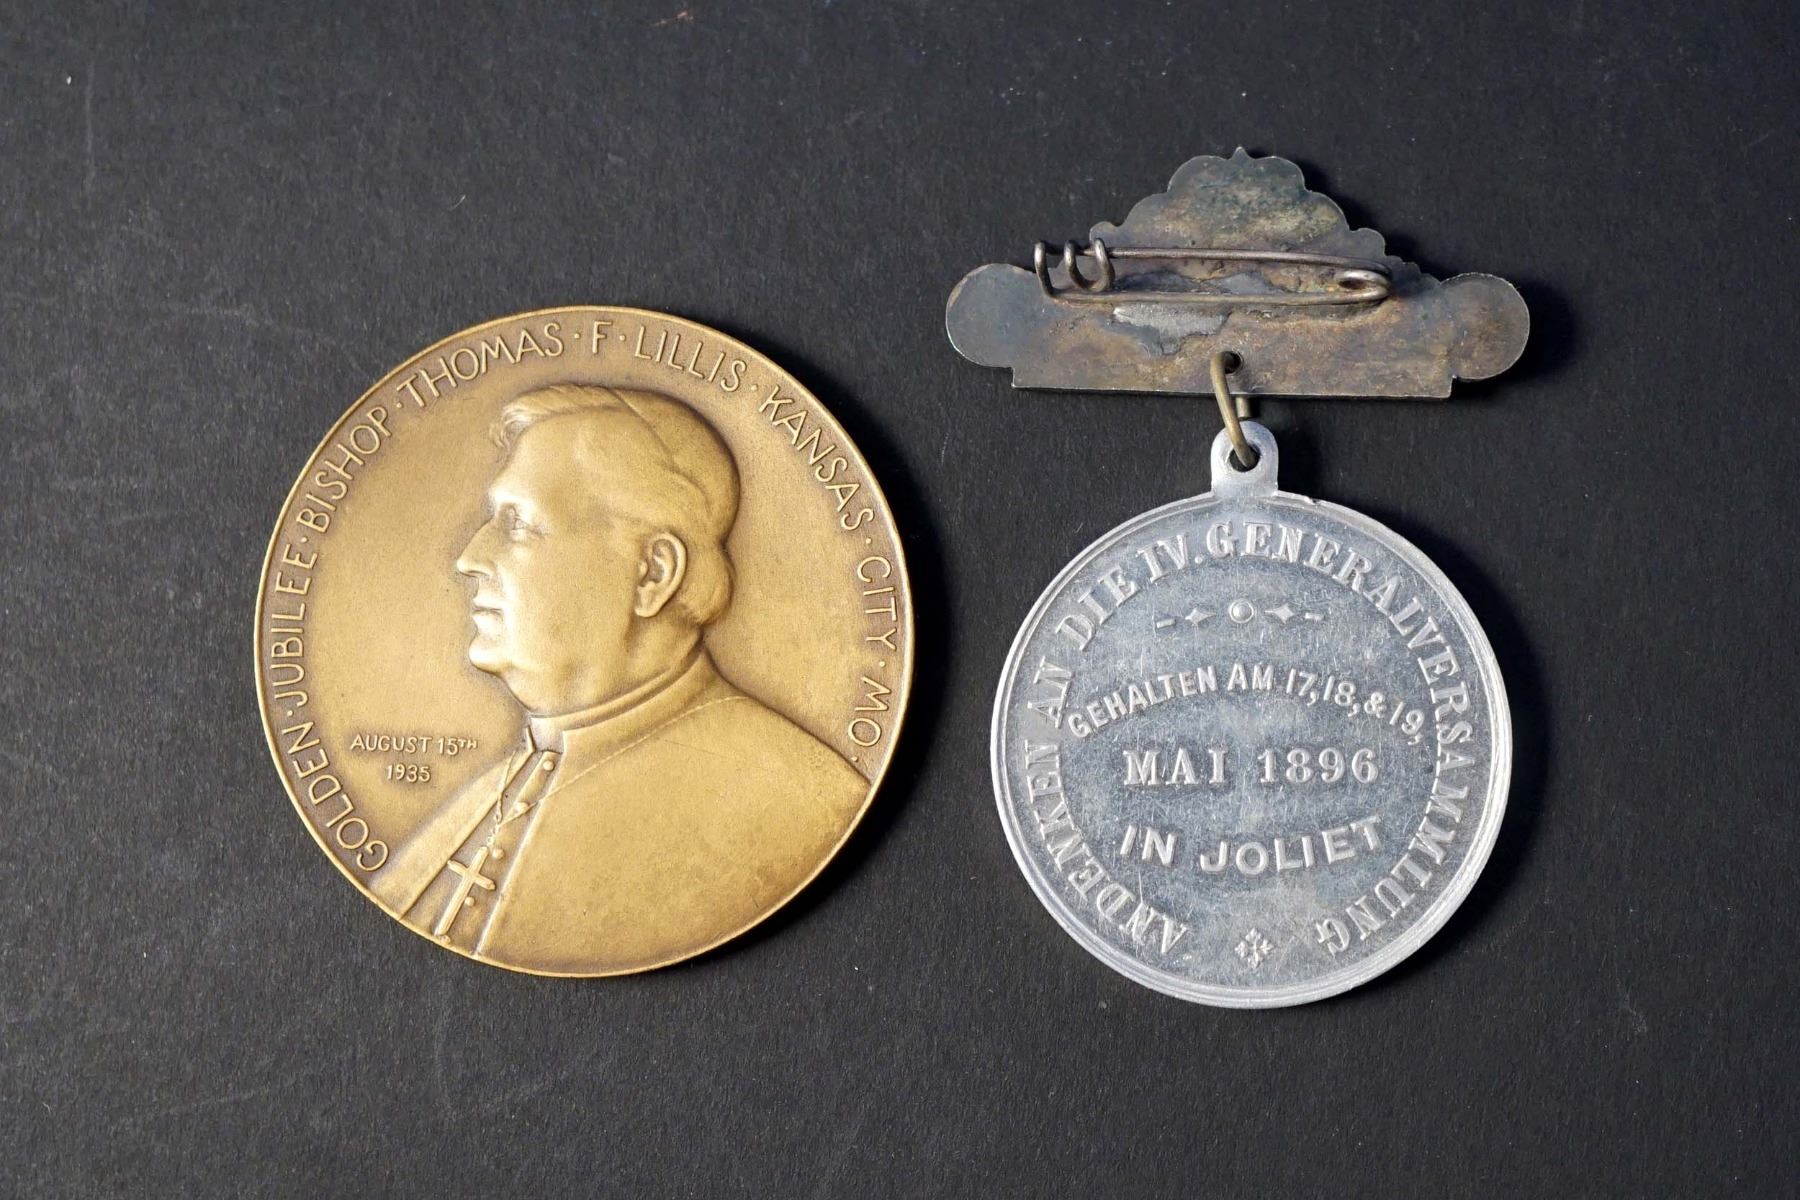 GOLDEN · JUBILEE · BISHOP · THOMAS · F · LILLIS · KANSAS · CITY · MO ·
AUGUST 15TH
1935
ANDENKEN AN DIE IV. GENERALVERSAMMLUNG
GEHALTEN AM 17, 18, & 19,
MAI 1896
IN JOLIET